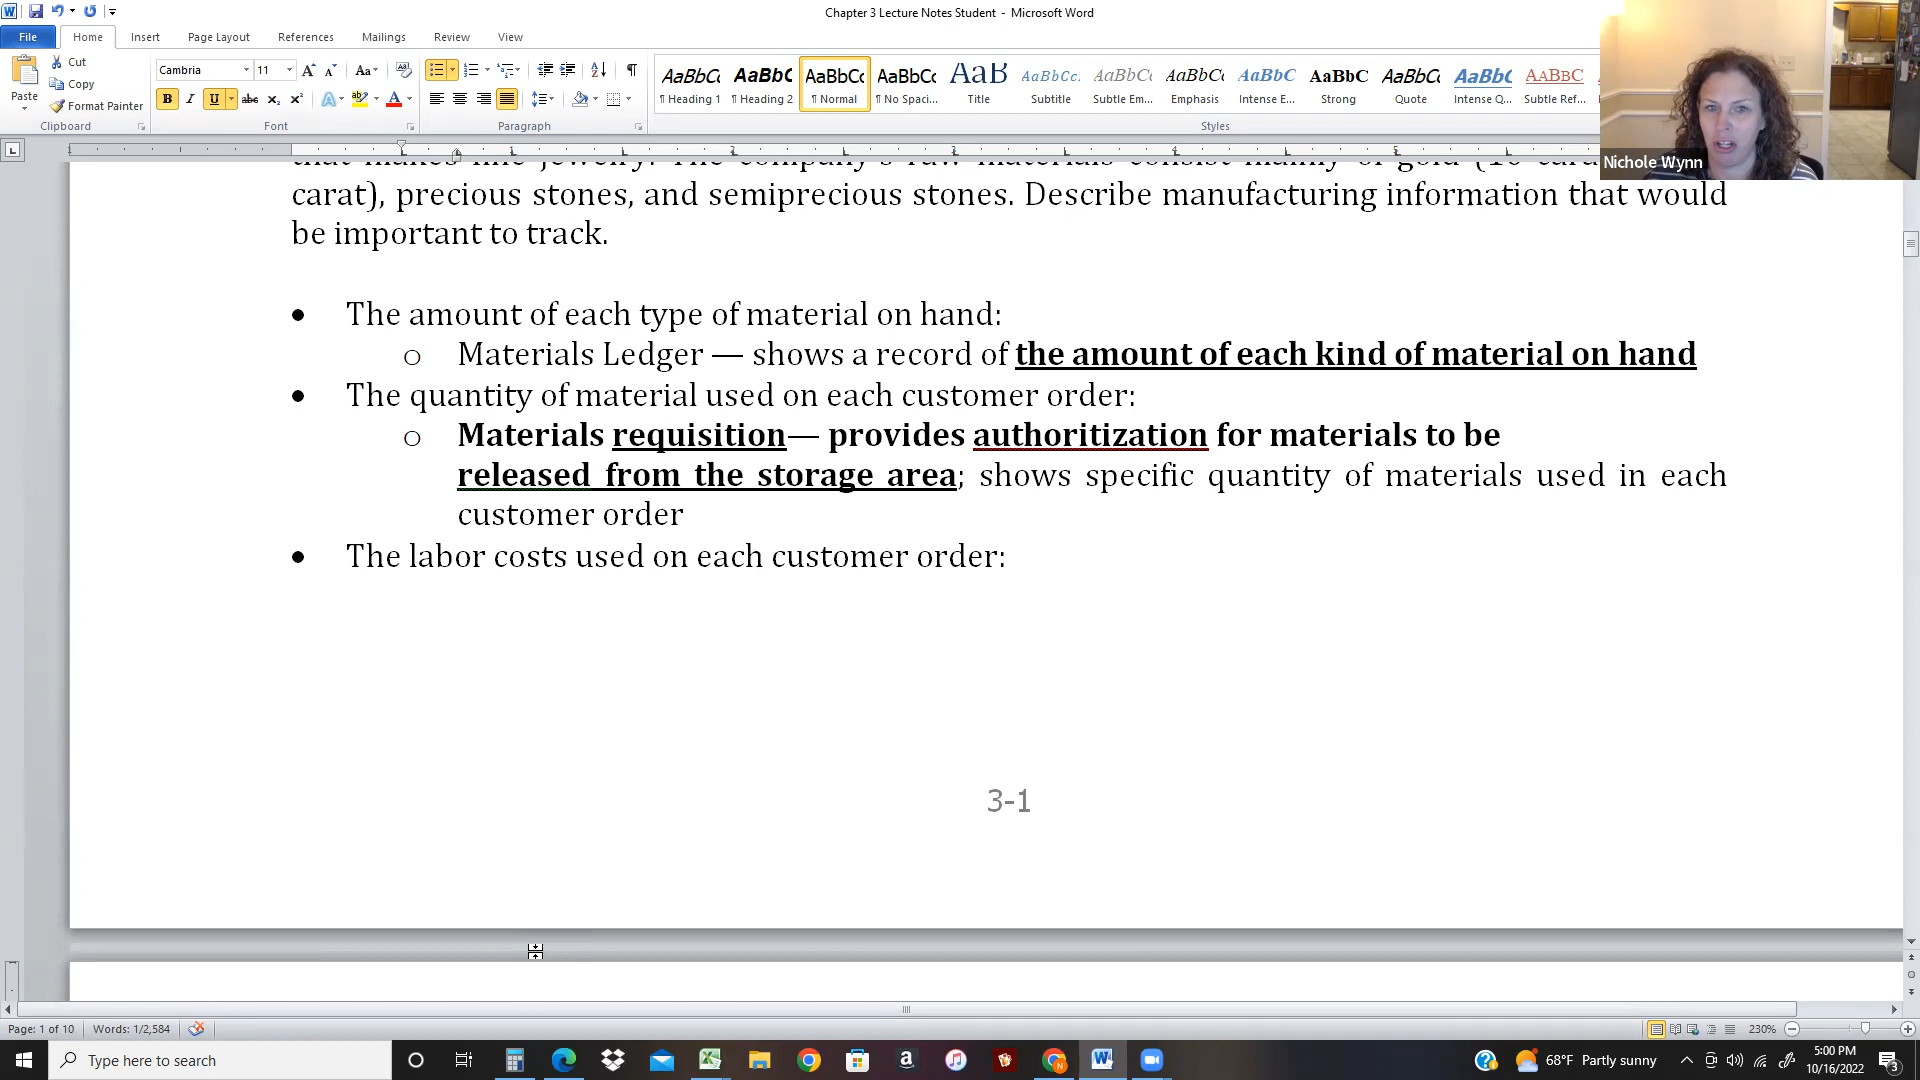 Chapter 3 Lecture Notes Student - Microsoft Word
File Home Insert Page Layout References Mailings Review View
Cut
Copy
Format Painter
Paste
Cambria 11
AaBbCc AaBbC AaBbCc AaBbCc AaB AaBbCc. AaBbCc AaBbCc AaBbC AaBbC AaBbCc AaBbC AABBC
¶ Heading 1 ¶ Heading 2 ¶ Normal ¶ No Spaci... Title Subtitle Subtle Em... Emphasis Intense E... Strong Quote Intense Q... Subtle Ref...
Clipboard Font Paragraph Styles
Nichole Wynn
carat), precious stones, and semiprecious stones. Describe manufacturing information that would
be important to track.
• The amount of each type of material on hand:
o Materials Ledger — shows a record of the amount of each kind of material on hand
• The quantity of material used on each customer order:
o Materials requisition— provides authoritization for materials to be
released from the storage area; shows specific quantity of materials used in each
customer order
• The labor costs used on each customer order:
3-1
Page: 1 of 10 Words: 1/2,584 230%
Type here to search
68°F Partly sunny
5:00 PM
10/16/2022
3